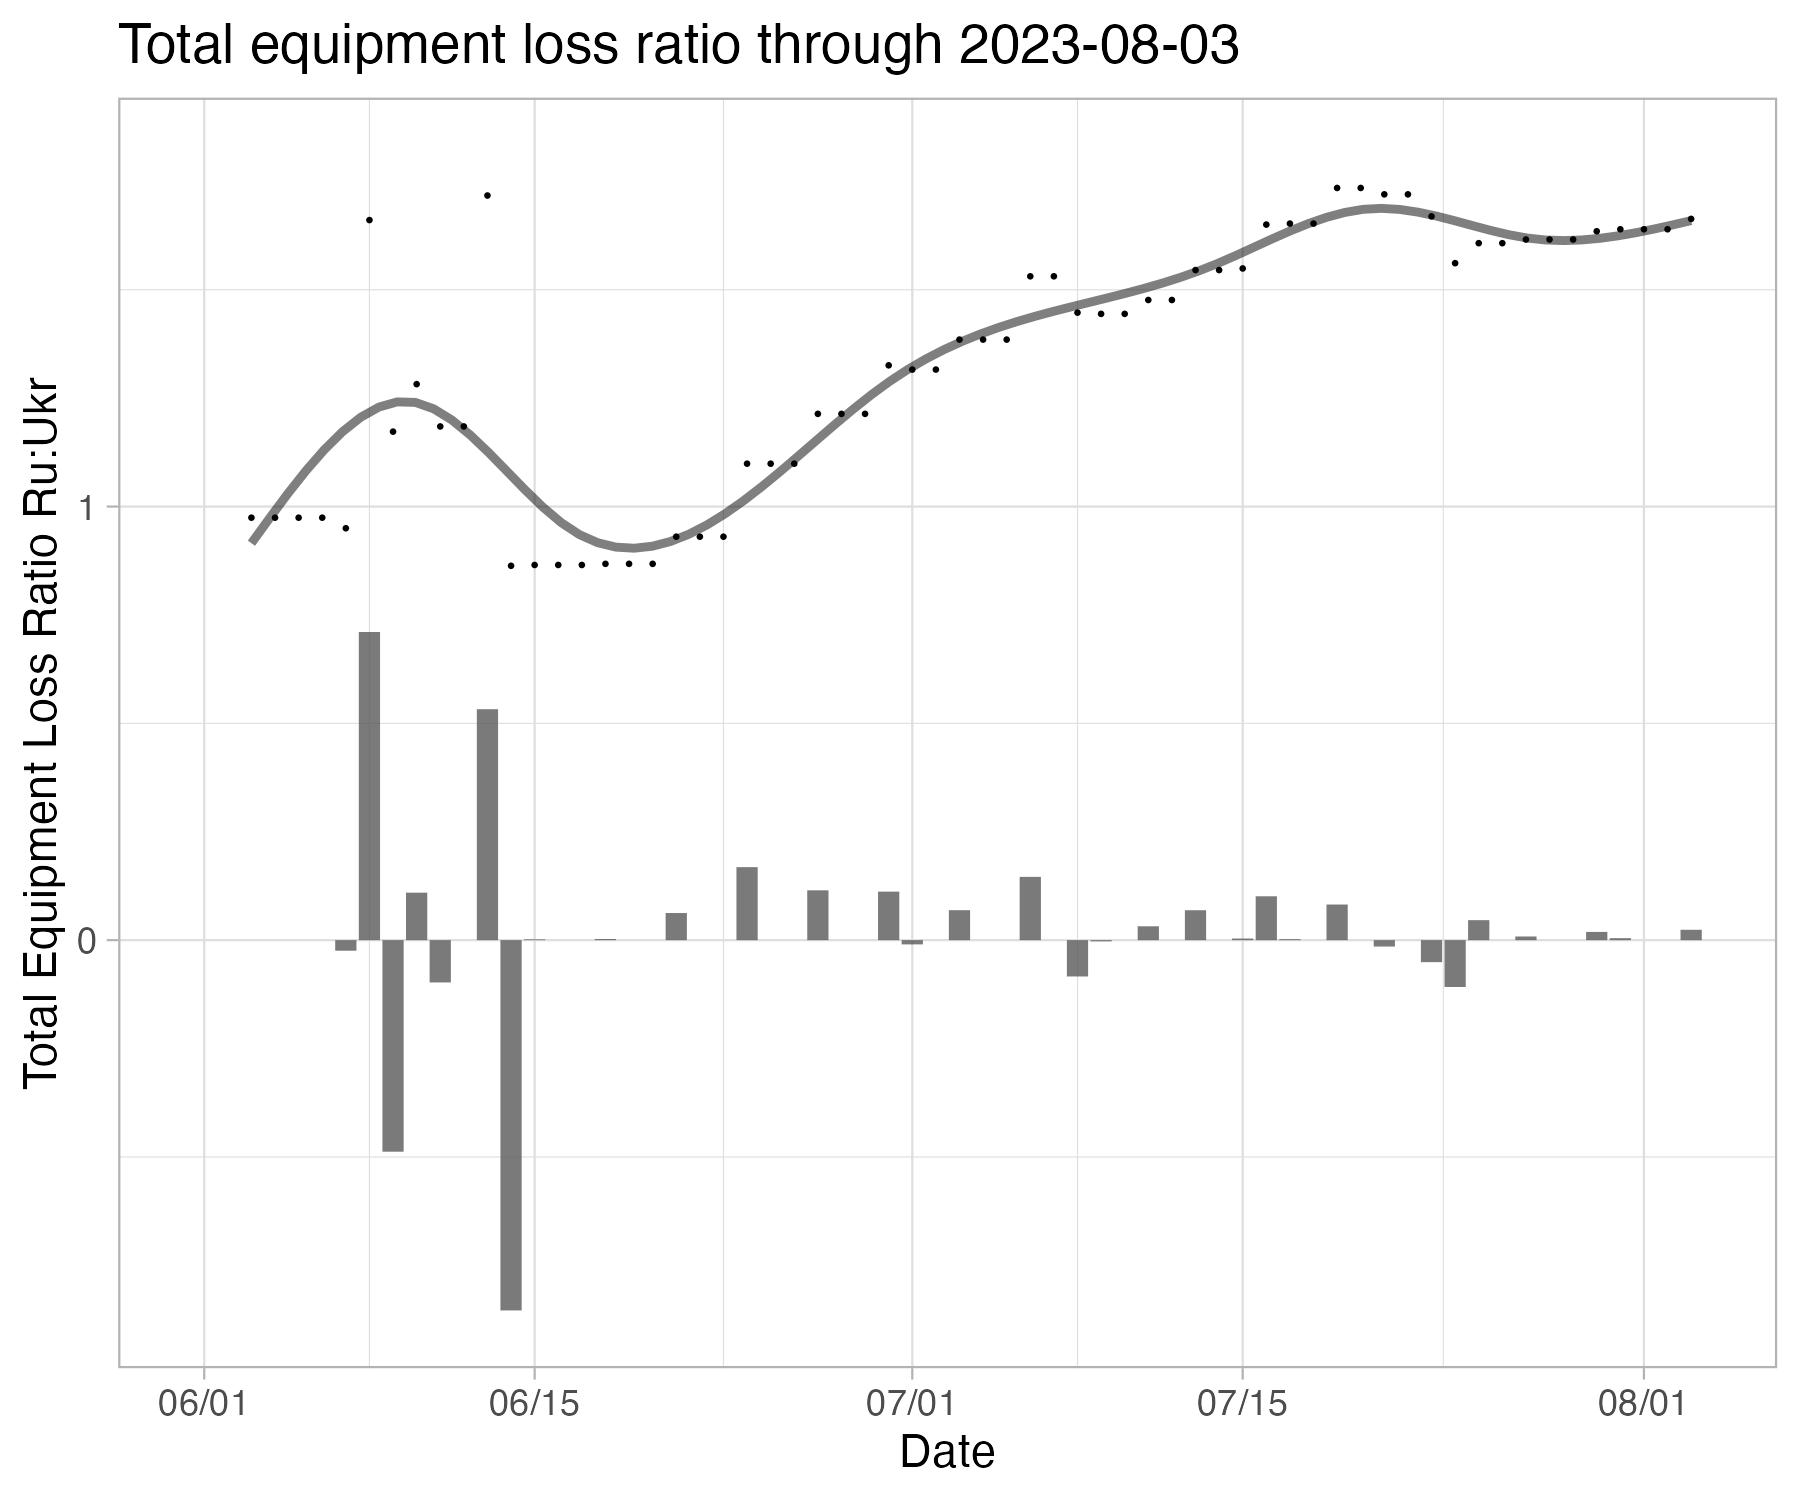 Total equipment loss ratio through 2023-08-03
Total Equipment Loss Ratio Ru:Ukr
1
0
06/01
06/15
07/01
07/15
08/01
Date